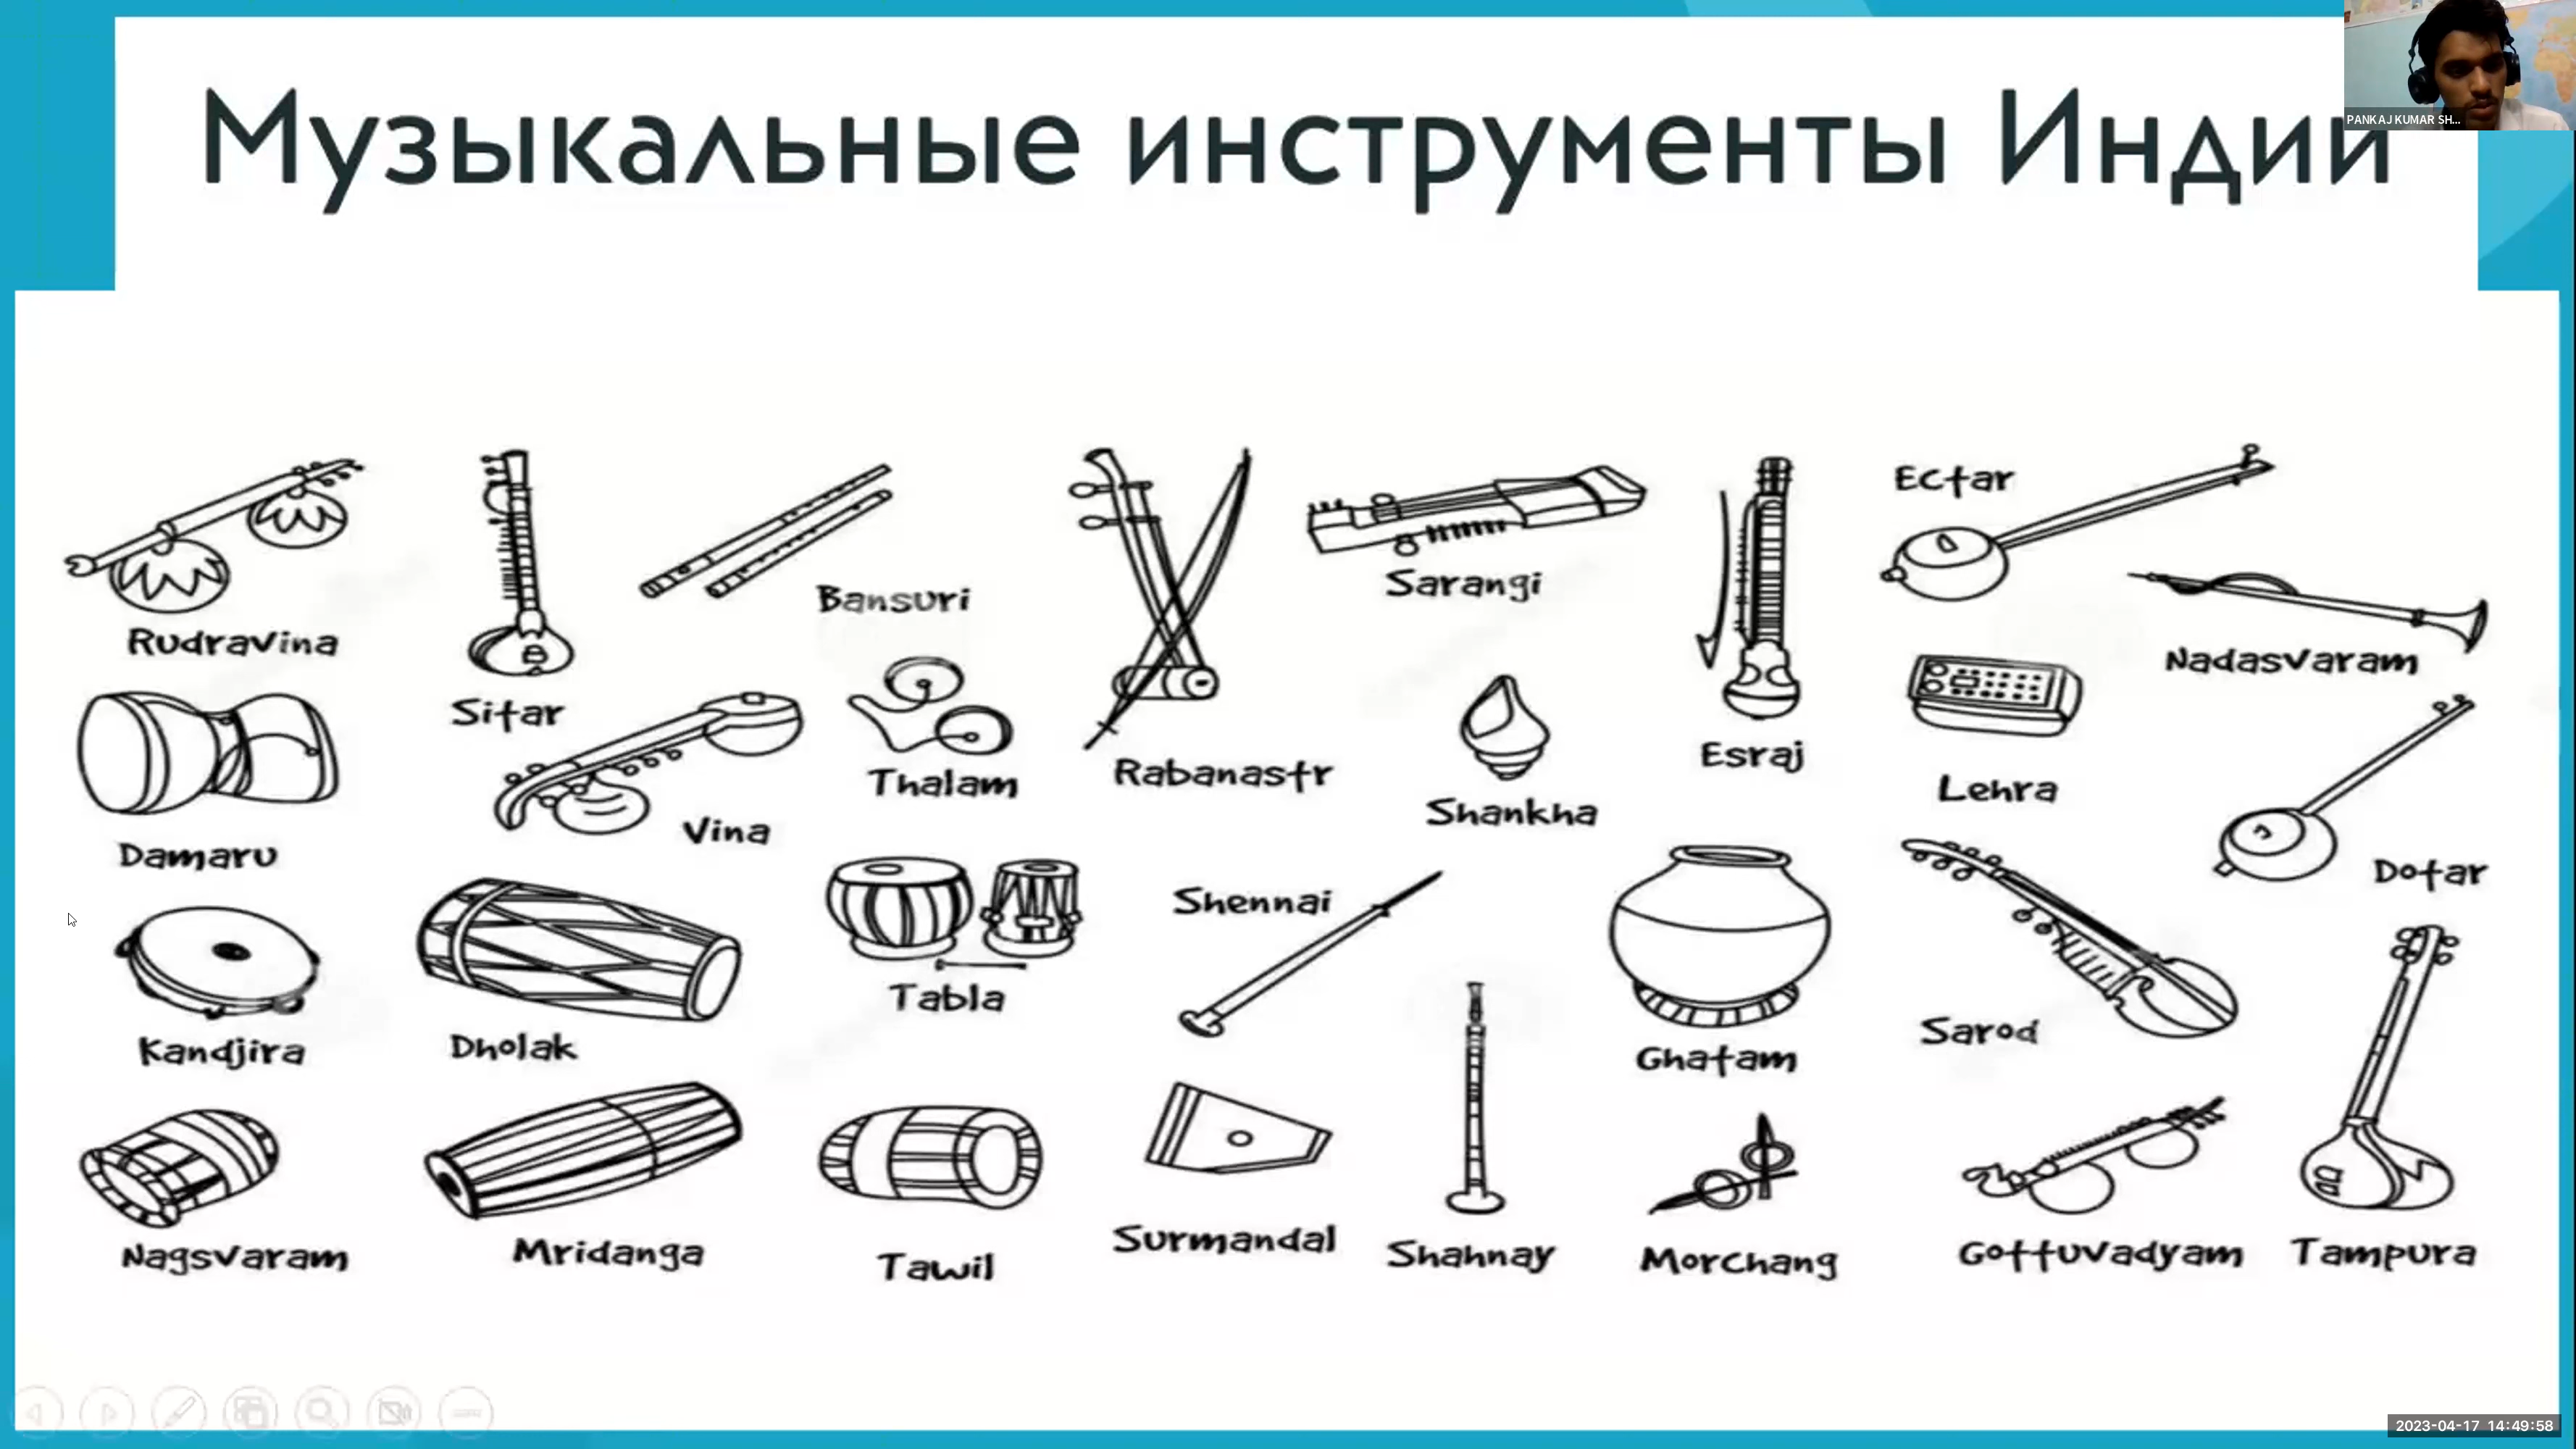 Музыкальные инструменты Индии
PANKAJ KUMAR SH...
Ectar
Sarangi
Bansuri
Rudravina
Nadasvaram
Sitar
Esraj
Rabanastr
Thalam
Lehra
Shankha
Vina
Damaru
Dotar
Shennai
Tabla
Sarod
Dholak
Kandjira
Ghatam
Surmandal
Mridanga
Gottuvadyam
Tampura
Shahnay
Nagsvaram
Morchang
Tawil
2023-04-17 14:49:58